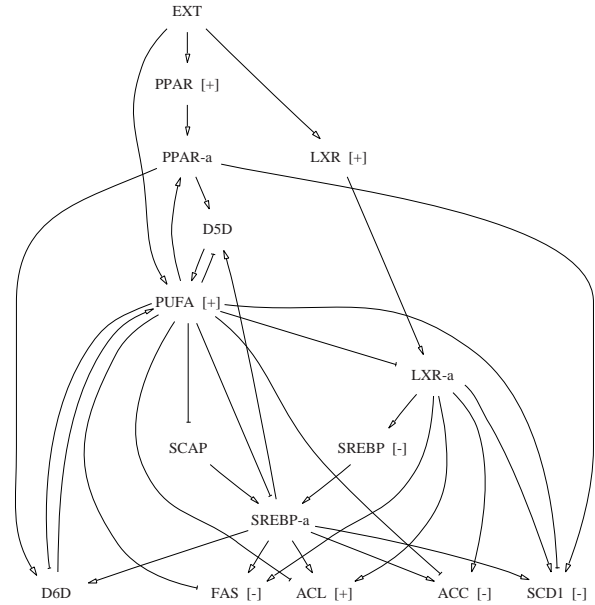 EXT
PPAR [+]
PPAR-a
LXR [+]
D5D
PUFA [+]
LXR-a
SCAP
SREBP [-]
SREBP-a
D6D
FAS [-]
ACL [+]
ACC [-]
SCD1 [-]